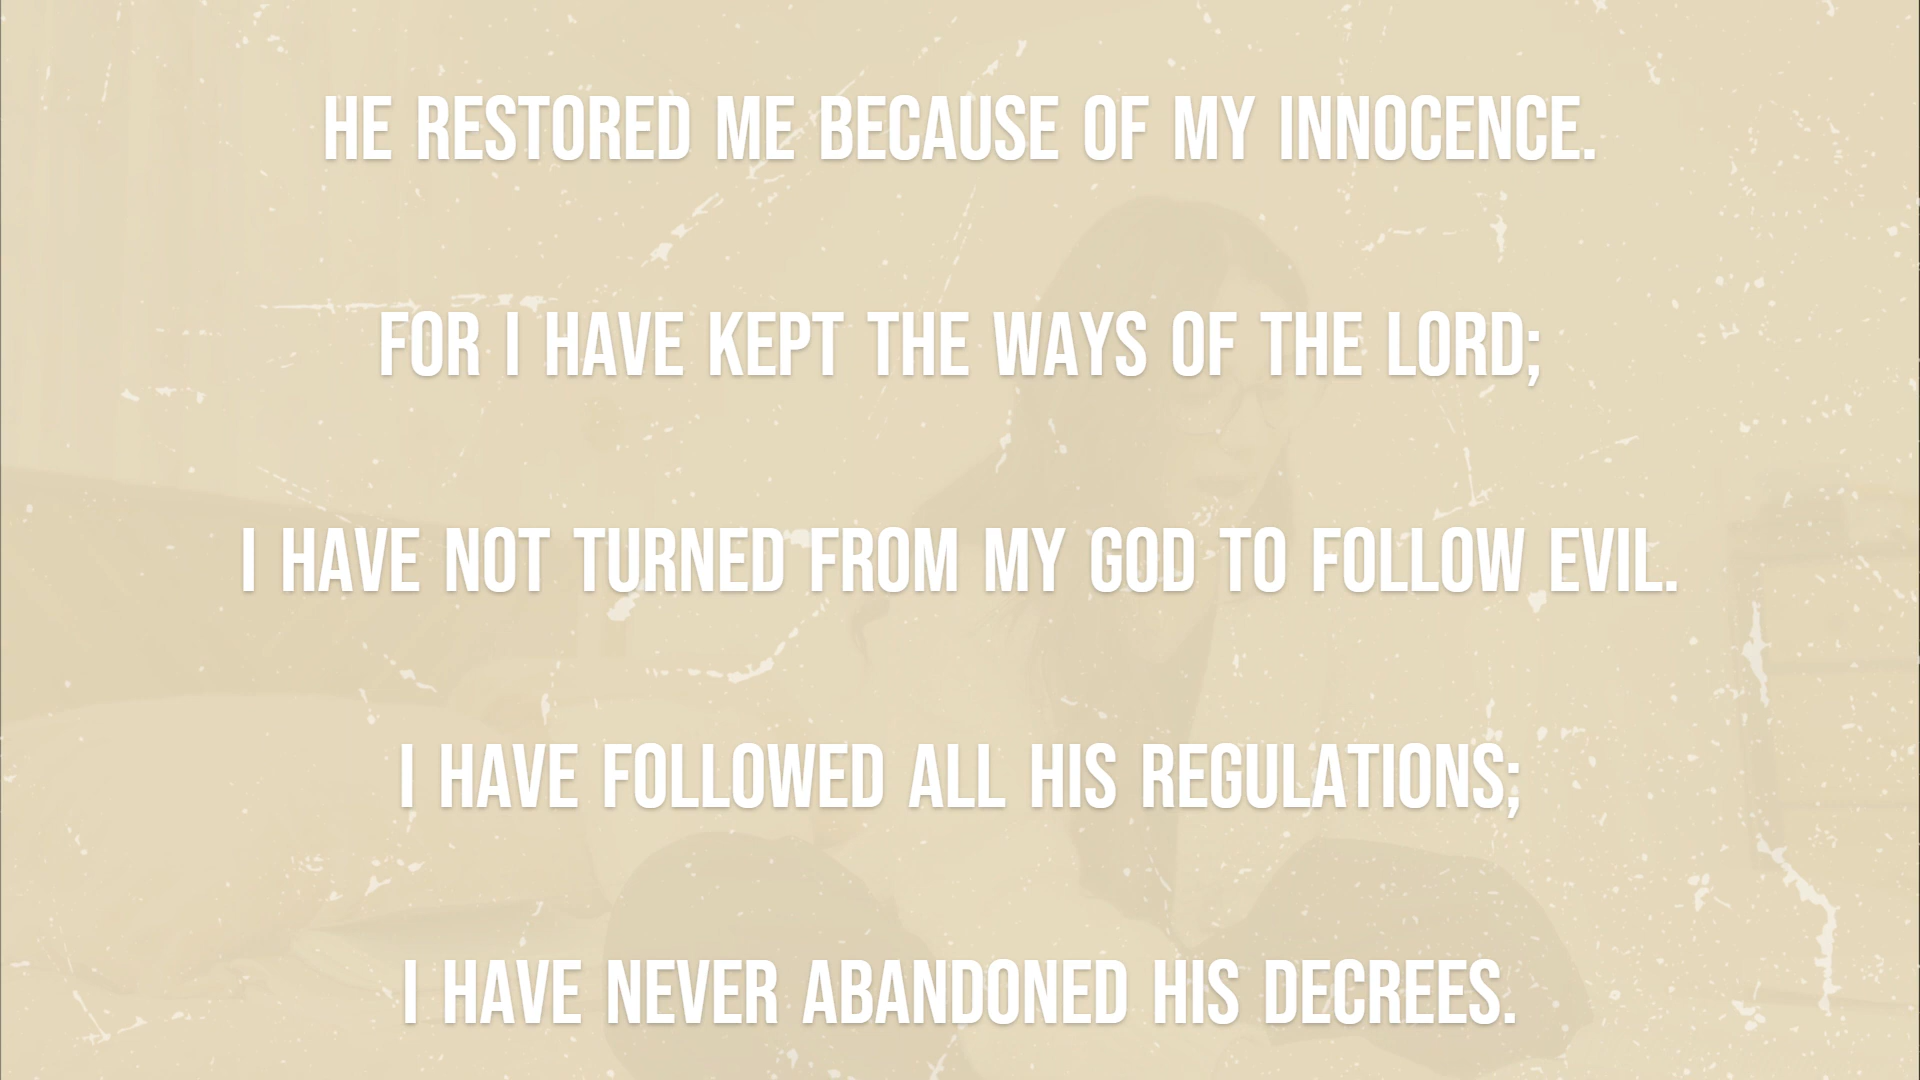 HE RESTORED ME BECAUSE OF MY INNOCENCE.
FOR I HAVE KEPT THE WAYS OF THE LORD;
I HAVE NOT TURNED FROM MY GOD TO FOLLOW EVIL.
I HAVE FOLLOWED ALL HIS REGULATIONS;
I HAVE NEVER ABANDONED HIS DECREES.